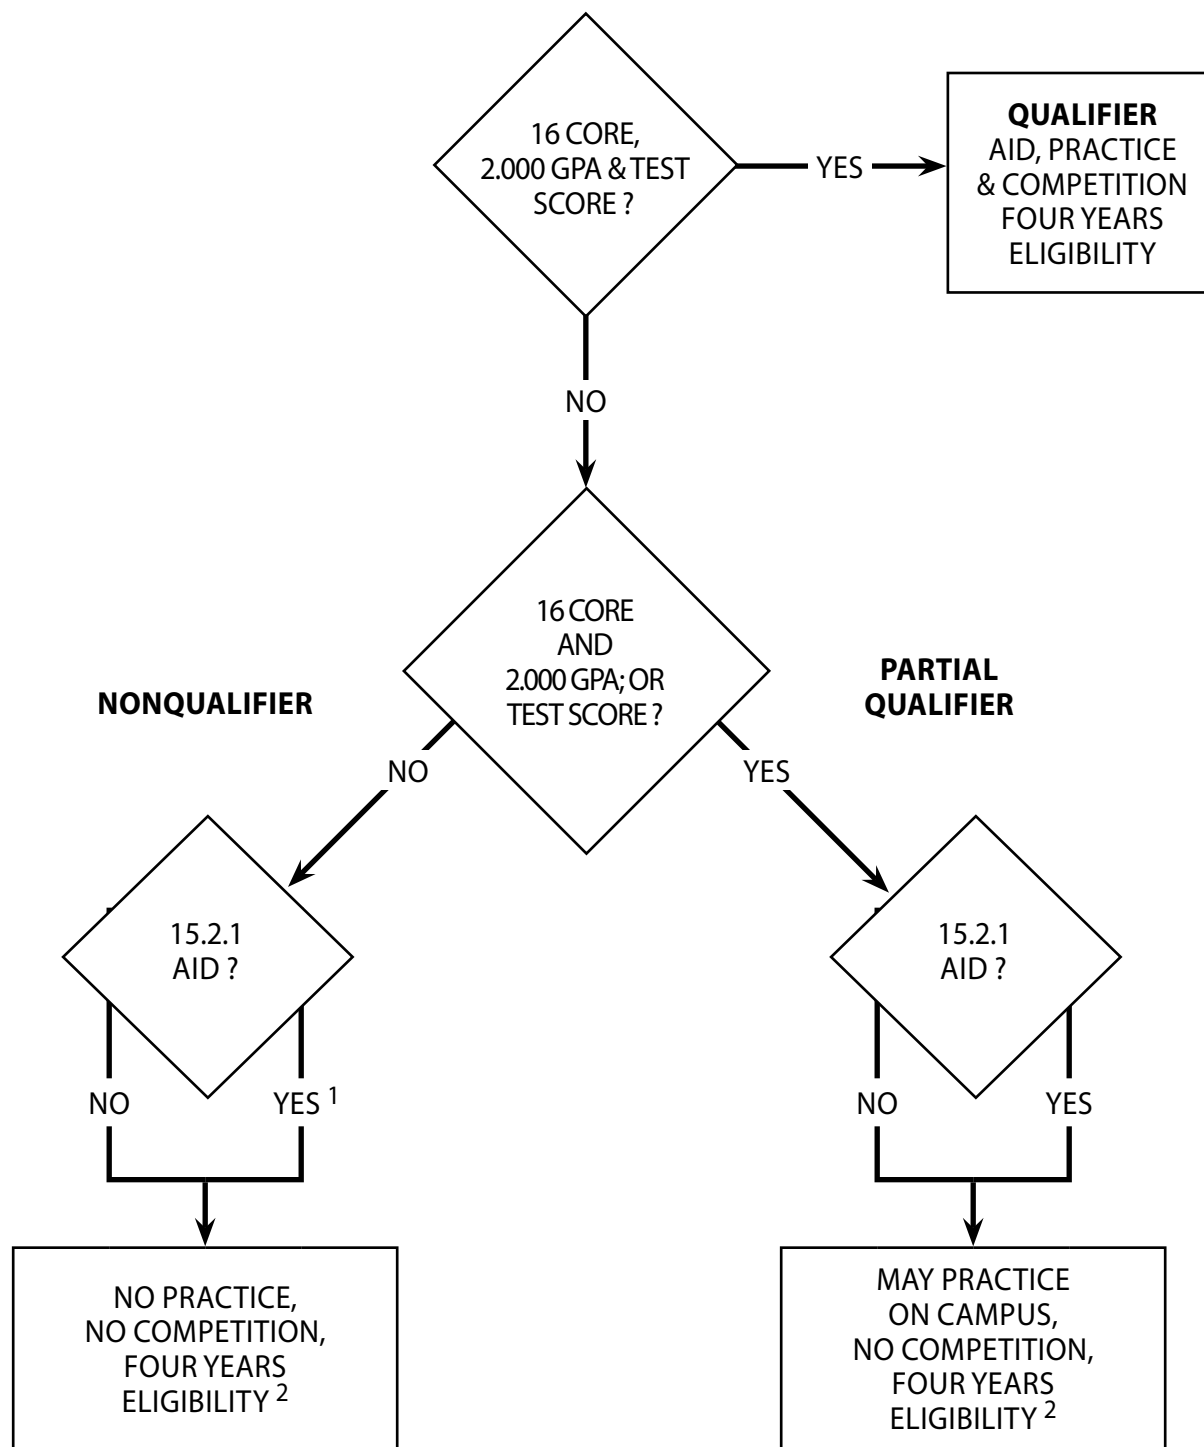 16 CORE,
2.000 GPA & TEST
SCORE ?
YES
QUALIFIER
AID, PRACTICE
& COMPETITION
FOUR YEARS
ELIGIBILITY
NO
16 CORE
AND
2.000 GPA; OR
TEST SCORE ?
NONQUALIFIER
PARTIAL
QUALIFIER
NO
YES
15.2.1
AID ?
15.2.1
AID ?
NO
YES 1
NO
YES
NO PRACTICE,
NO COMPETITION,
FOUR YEARS
ELIGIBILITY 2
MAY PRACTICE
ON CAMPUS,
NO COMPETITION,
FOUR YEARS
ELIGIBILITY 2